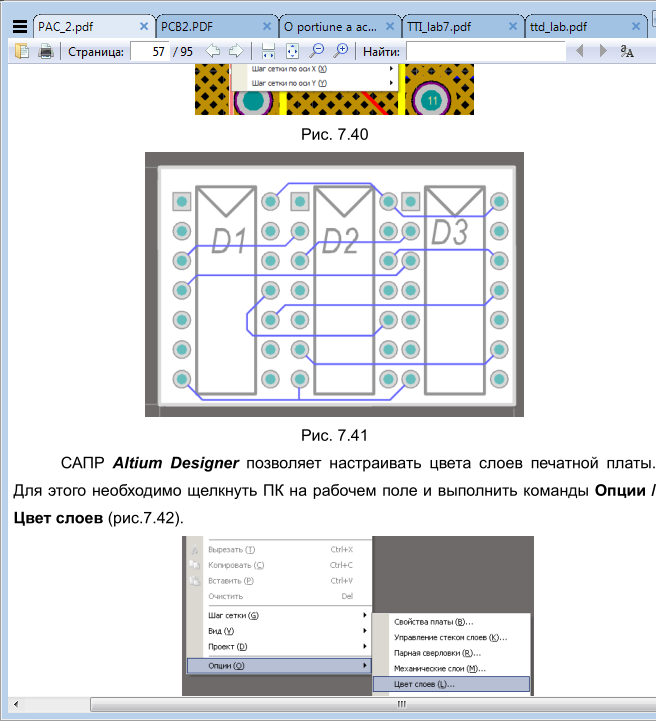 PAC_2.pdf
PCB2.PDF
O portiune a ac...
TTI_lab7.pdf
ttd_lab.pdf
Страница: 57 / 95
Найти:
Шаг сетки по оси X (X)
Шаг сетки по оси Y (Y)
11
Рис. 7.40
D1 D2 D3
Рис. 7.41
САПР Altium Designer позволяет настраивать цвета слоев печатной платы.
Для этого необходимо щелкнуть ПК на рабочем поле и выполнить команды Опции /
Цвет слоев (рис.7.42).
Вырезать (T) Ctrl+X
Копировать (C) Ctrl+C
Вставить (P) Ctrl+V
Очистить Del
Шаг сетки (G)
Вид (V)
Проект (D)
Опции (O)
Свойства платы (B)...
Управление стеком слоев (K)...
Парная сверловки (R)...
Механические слои (M)...
Цвет слоев (L)...